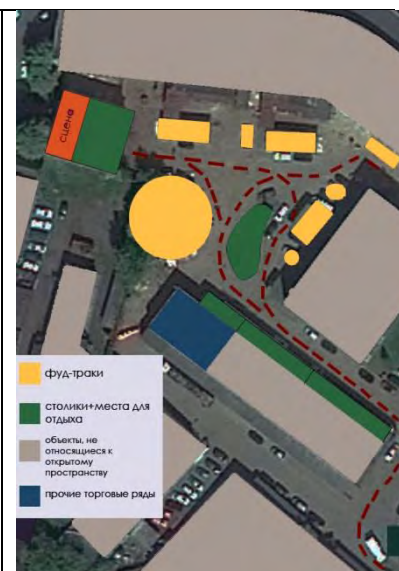 сцена
фуд-траки
столики+места для
отдыха
объекты, не
относящиеся к
открытому
пространству
прочие торговые ряды